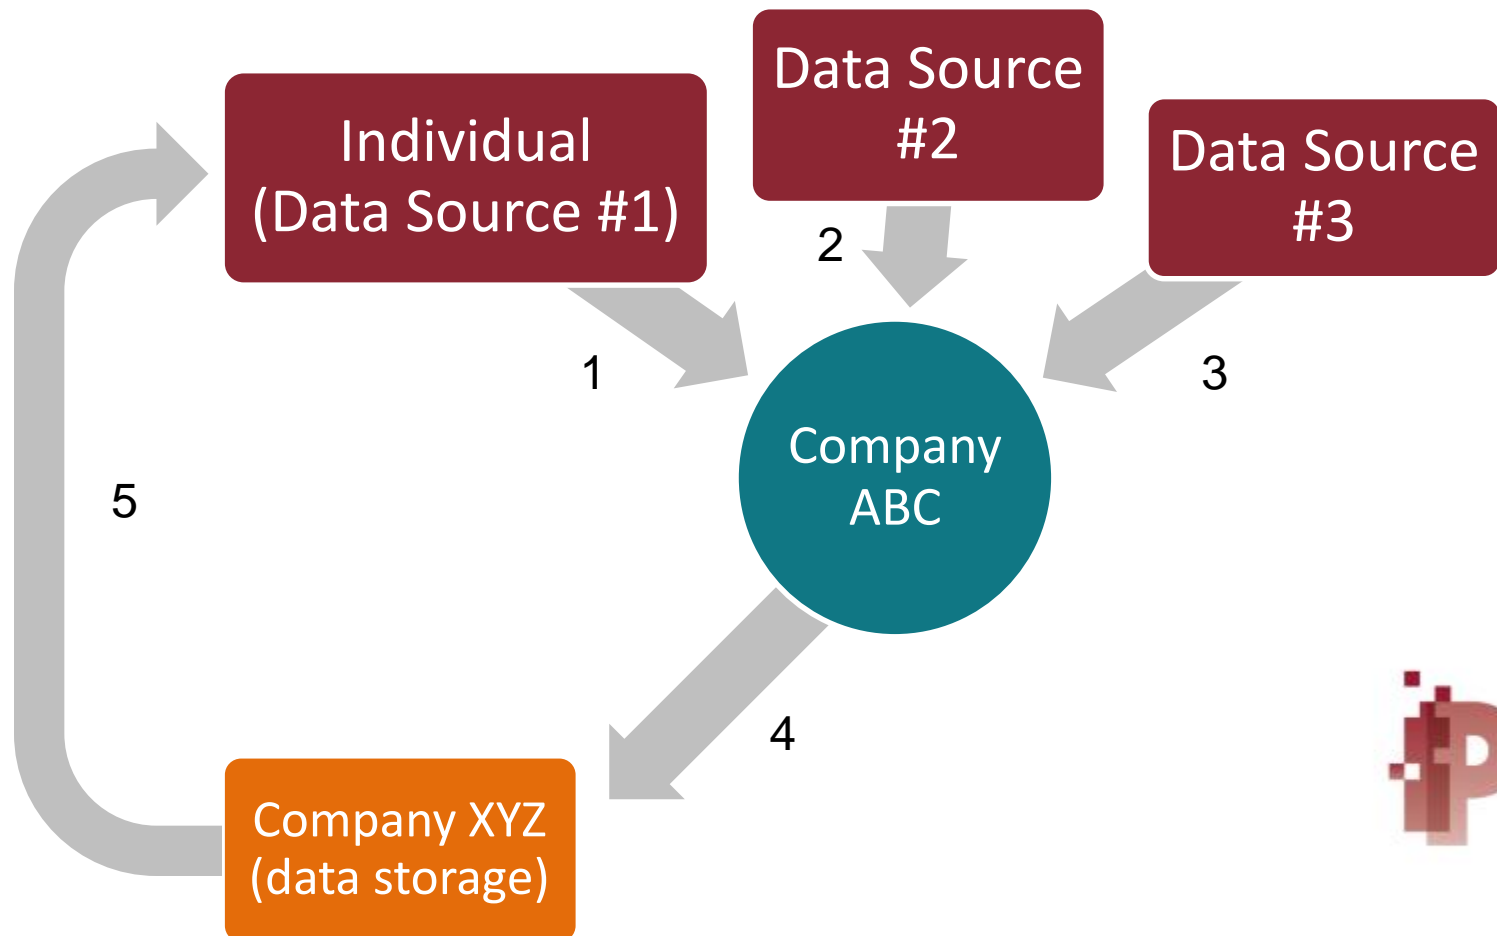 Individual
(Data Source #1)
Data Source
#2
Data Source
#3
2
1
3
Company
ABC
5
4
Company XYZ
(data storage)
P